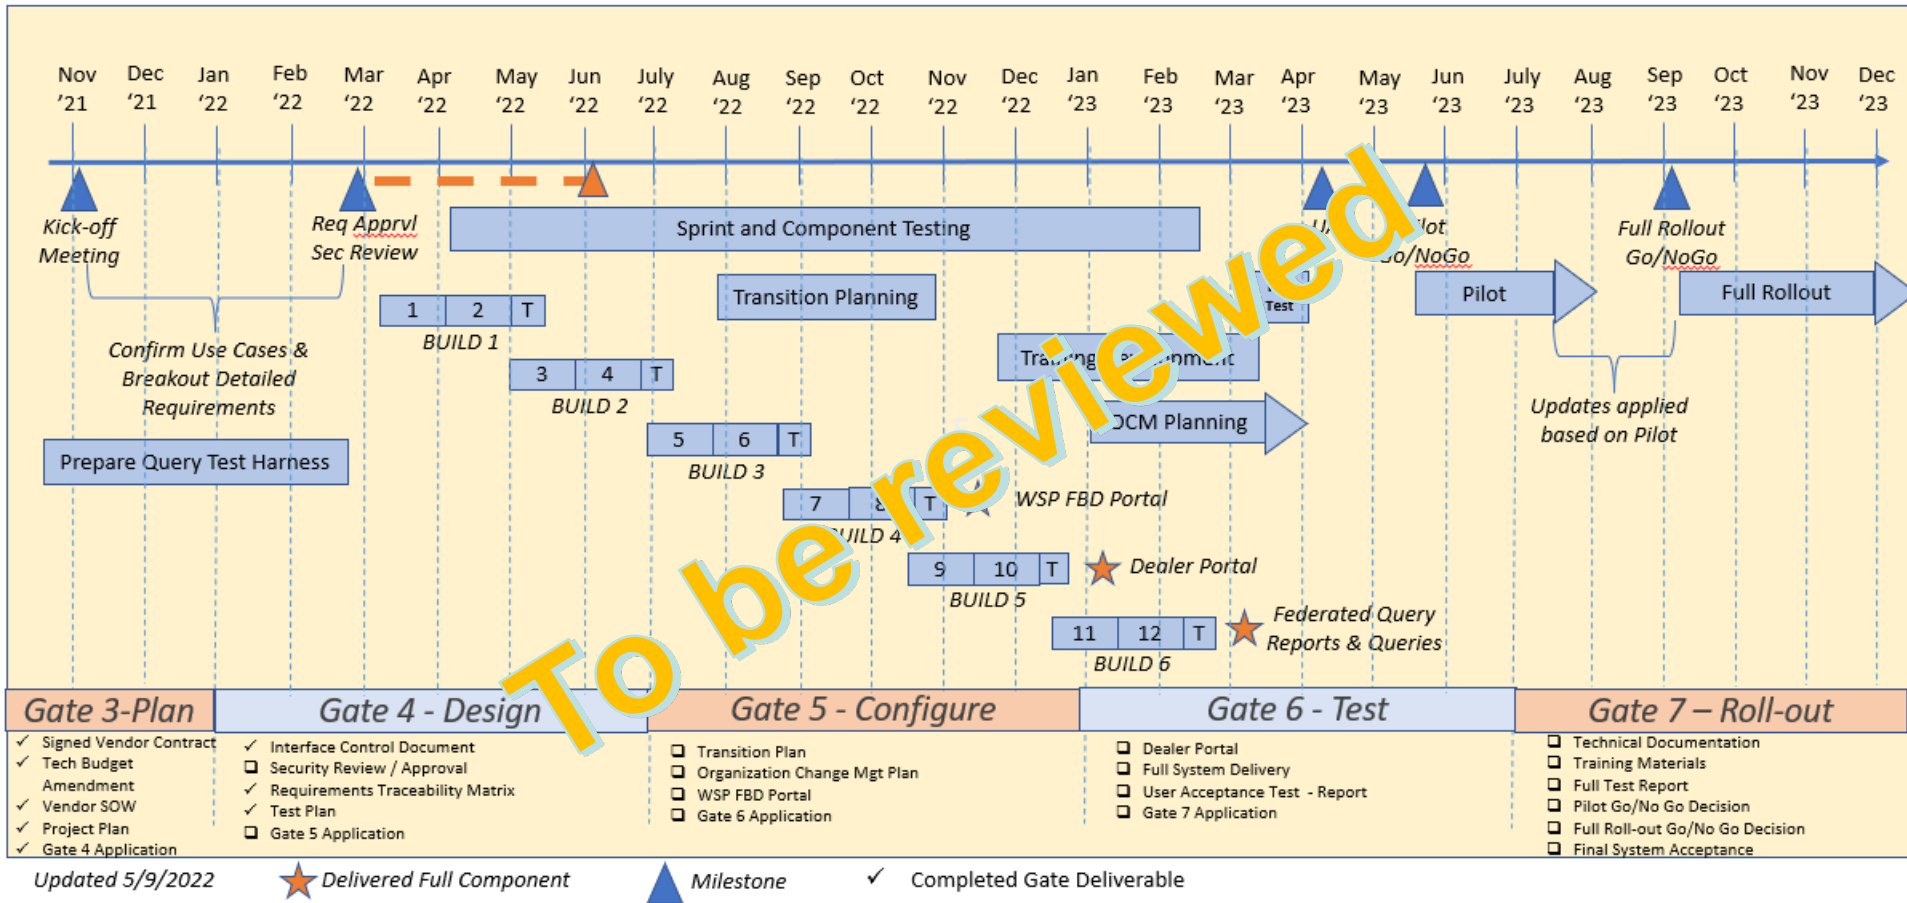 Nov Dec Jan Feb Mar Apr May Jun July Aug Sep Oct Nov Dec Jan Feb Mar Apr May Jun July Aug Sep Oct Nov Dec
‘21 ‘21 ‘22 ‘22 ‘22 ‘22 ‘22 ‘22 ‘22 ‘22 ‘22 ‘22 ‘22 ‘22 ‘23 ‘23 ‘23 ‘23 ‘23 ‘23 ‘23 ‘23 ‘23 ‘23 ‘23 ‘23
Kick-off
Meeting
Req Apprvl
Sec Review
Sprint and Component Testing
Go/NoGo
Full Rollout
Go/NoGo
Transition Planning
Test
Pilot
Full Rollout
1 2 T
BUILD 1
Confirm Use Cases &
Breakout Detailed
Requirements
3 4 T
BUILD 2
Training
DCM Planning
Updates applied
based on Pilot
5 6 T
BUILD 3
Prepare Query Test Harness
7 8 T
BUILD 4
WSP FBD Portal
9 10 T
BUILD 5
Dealer Portal
11 12 T
BUILD 6
Federated Query
Reports & Queries
To be reviewed
Gate 3-Plan
✓ Signed Vendor Contract
✓ Tech Budget
Amendment
✓ Vendor SOW
✓ Project Plan
✓ Gate 4 Application
Gate 4 - Design
✓ Interface Control Document
❑ Security Review / Approval
✓ Requirements Traceability Matrix
✓ Test Plan
❑ Gate 5 Application
Gate 5 - Configure
❑ Transition Plan
❑ Organization Change Mgt Plan
❑ WSP FBD Portal
❑ Gate 6 Application
Gate 6 - Test
❑ Dealer Portal
❑ Full System Delivery
❑ User Acceptance Test - Report
❑ Gate 7 Application
Gate 7 – Roll-out
❑ Technical Documentation
❑ Training Materials
❑ Full Test Report
❑ Pilot Go/No Go Decision
❑ Full Roll-out Go/No Go Decision
❑ Final System Acceptance
Updated 5/9/2022
Delivered Full Component
Milestone
✓ Completed Gate Deliverable